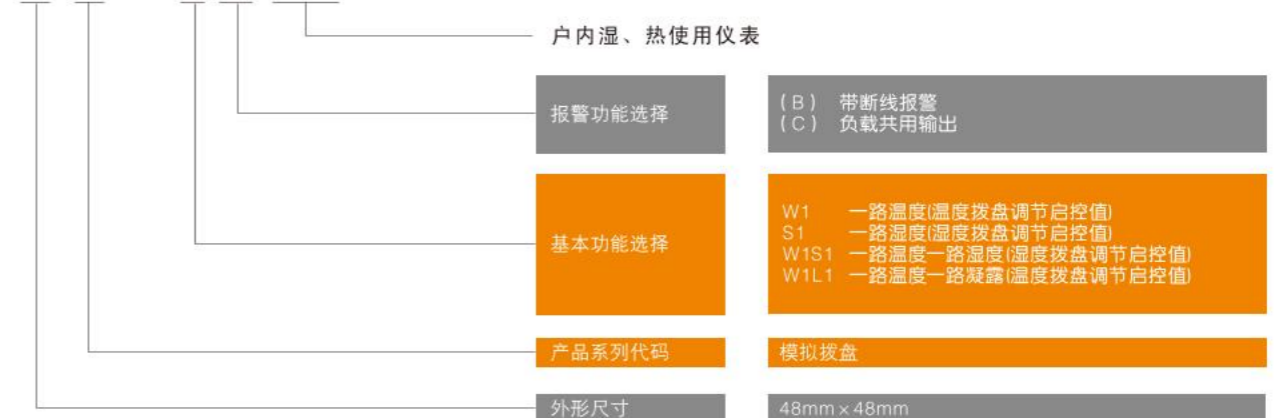 户内湿、热使用仪表
报警功能选择
(B) 带断线报警
(C) 负载共用输出
基本功能选择
W1 一路温度(温度拨盘调节启控值)
S1 一路湿度(湿度拨盘调节启控值)
W1S1 一路温度一路湿度(湿度拨盘调节启控值)
W1L1 一路温度一路凝露(温度拨盘调节启控值)
产品系列代码
模拟拨盘
外形尺寸
48mm×48mm